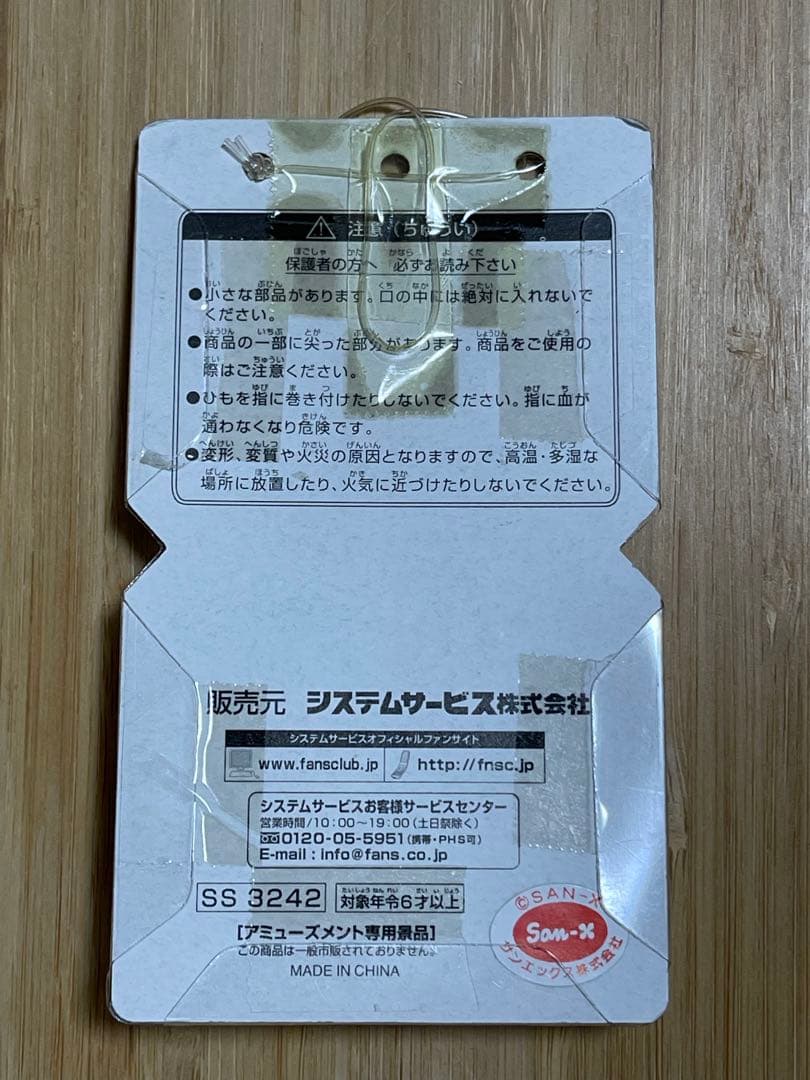 注意(ちゅうい)
保護者の方へ 必ずお読み下さい
●小さな部品があります。口の中には絶対に入れないで
ください。
●商品の一部に尖った部分があります。商品をご使用の
際はご注意ください。
●ひもを指に巻き付けたりしないでください。指に血が
通わなくなり危険です。
●変形、変質や火災の原因となりますので、高温・多湿な
場所に放置したり、火気に近づけたりしないでください。
販売元 システムサービス株式会社
システムサービスオフィシャルファンサイト
www.fansclub.jp http://fnsc.jp
システムサービスお客様サービスセンター
営業時間/10:00〜19:00(土日祭除く)
0120-05-5951(携帯・PHS可)
E-mail : info@fans.co.jp
SS 3242 対象年令6才以上
[アミューズメント専用景品]
この商品は一般市販されておりません。
MADE IN CHINA
©SAN-X
San-x
サンエックス株式会社